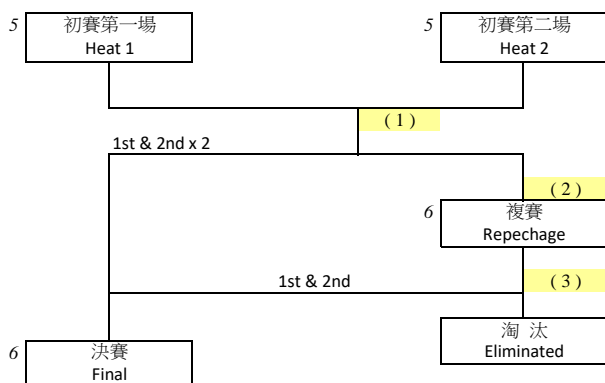 5
初賽第一場
Heat 1
5
初賽第二場
Heat 2
( 1 )
1st & 2nd x 2
( 2 )
6
複賽
Repechage
1st & 2nd
( 3 )
6
決賽
Final
淘 汰
Eliminated